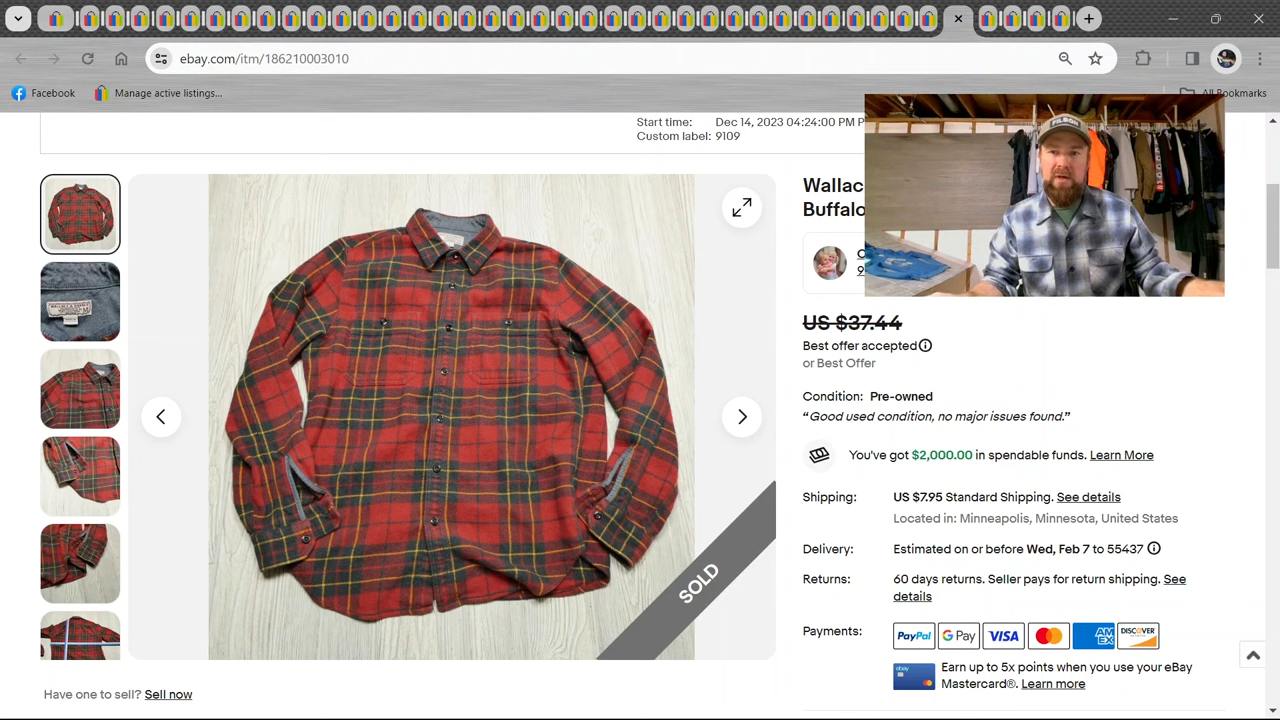 ebay.com/itm/186210003010
Facebook
Manage active listings...
All Bookmarks
Start time: Dec 14, 2023 04:24:00 PM P
Custom label: 9109
Wallac
Buffalo
FILSON
US $37.44
Best offer accepted
or Best Offer
Condition: Pre-owned
“Good used condition, no major issues found.”
You've got $2,000.00 in spendable funds. Learn More
Shipping: US $7.95 Standard Shipping. See details
Located in: Minneapolis, Minnesota, United States
Delivery: Estimated on or before Wed, Feb 7 to 55437
Returns: 60 days returns. Seller pays for return shipping. See
details
SOLD
Payments: PayPal G Pay VISA MasterCard AM EX DISCOVER
Earn up to 5x points when you use your eBay
Mastercard®. Learn more
Have one to sell? Sell now